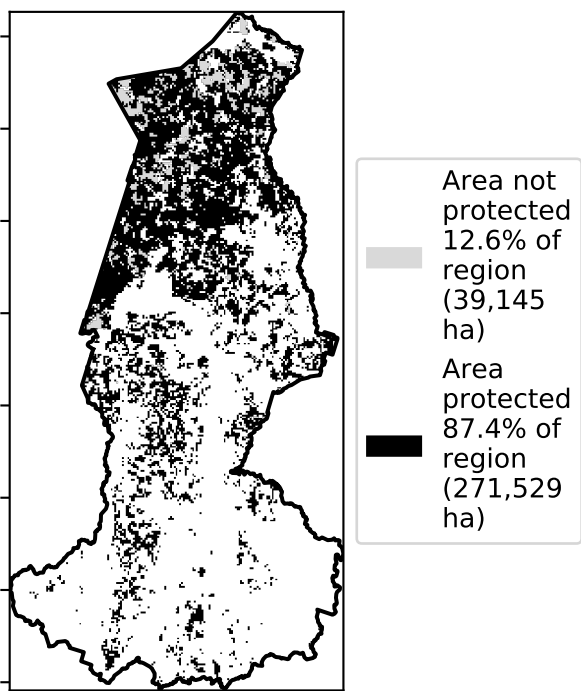 Area not
protected
12.6% of
region
(39,145
ha)
Area
protected
87.4% of
region
(271,529
ha)